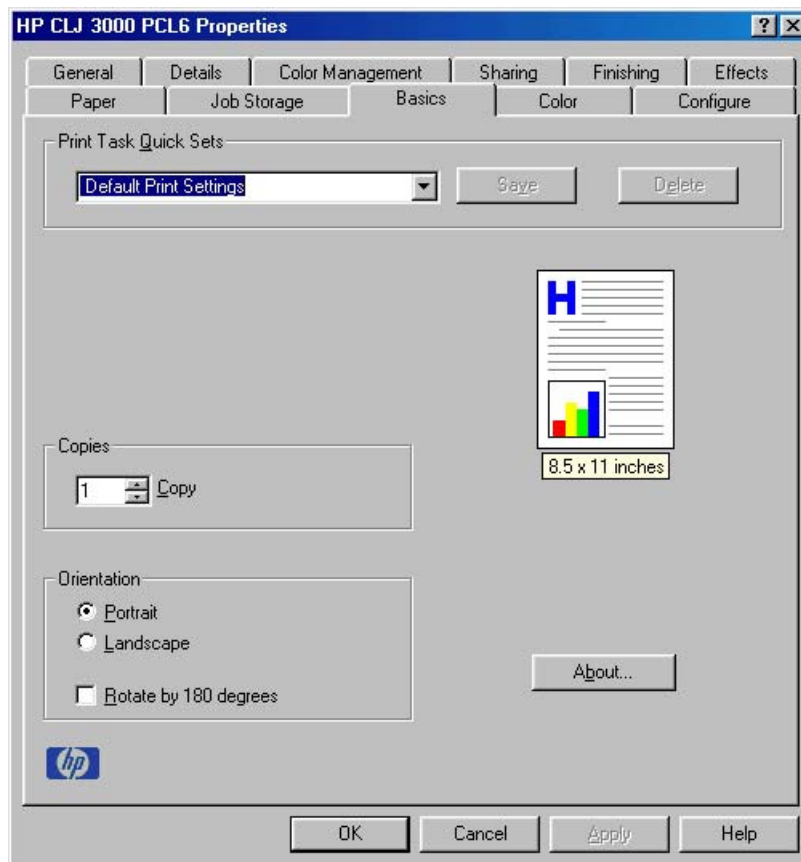 HP CLJ 3000 PCL6 Properties
General Details Color Management Sharing Finishing Effects
Paper Job Storage Basics Color Configure
Print Task Quick Sets
Default Print Settings Save Delete
H
8.5 x 11 inches
Copies
1 Copy
Orientation
Portrait
Landscape
Rotate by 180 degrees
About...
hp
OK Cancel Apply Help